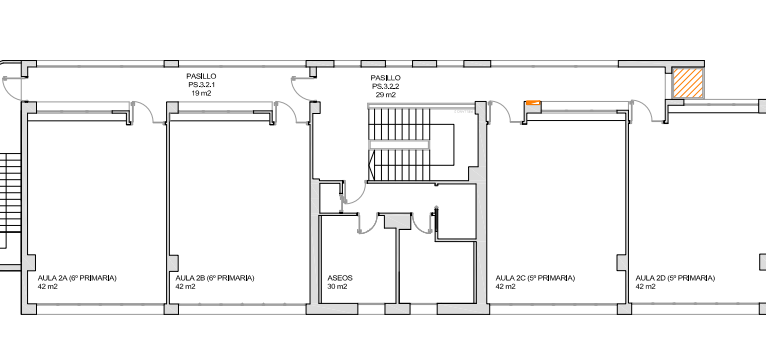 PASILLO
PS.3.2.1
19 m2
PASILLO
PS.3.2.2
29 m2
AULA 2A (6º PRIMARIA)
42 m2
AULA 2B (6º PRIMARIA)
42 m2
ASEOS
30 m2
AULA 2C (5º PRIMARIA)
42 m2
AULA 2D (5º PRIMARIA)
42 m2